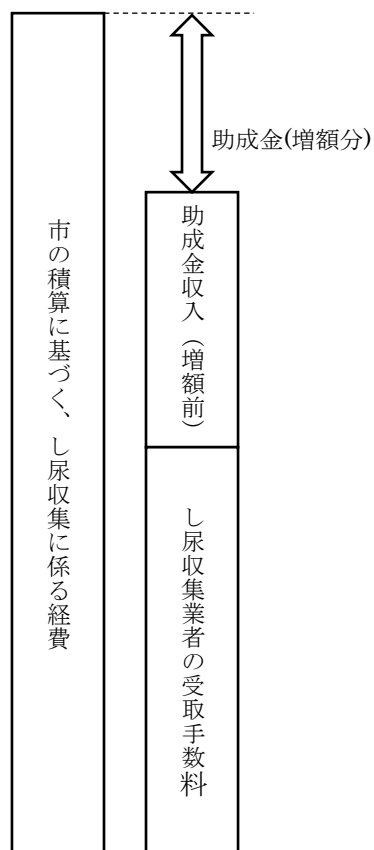 助成金(増額分)
市の積算に基づく、し尿収集に係る経費
助成金収入（増額前）
し尿収集業者の受取手数料